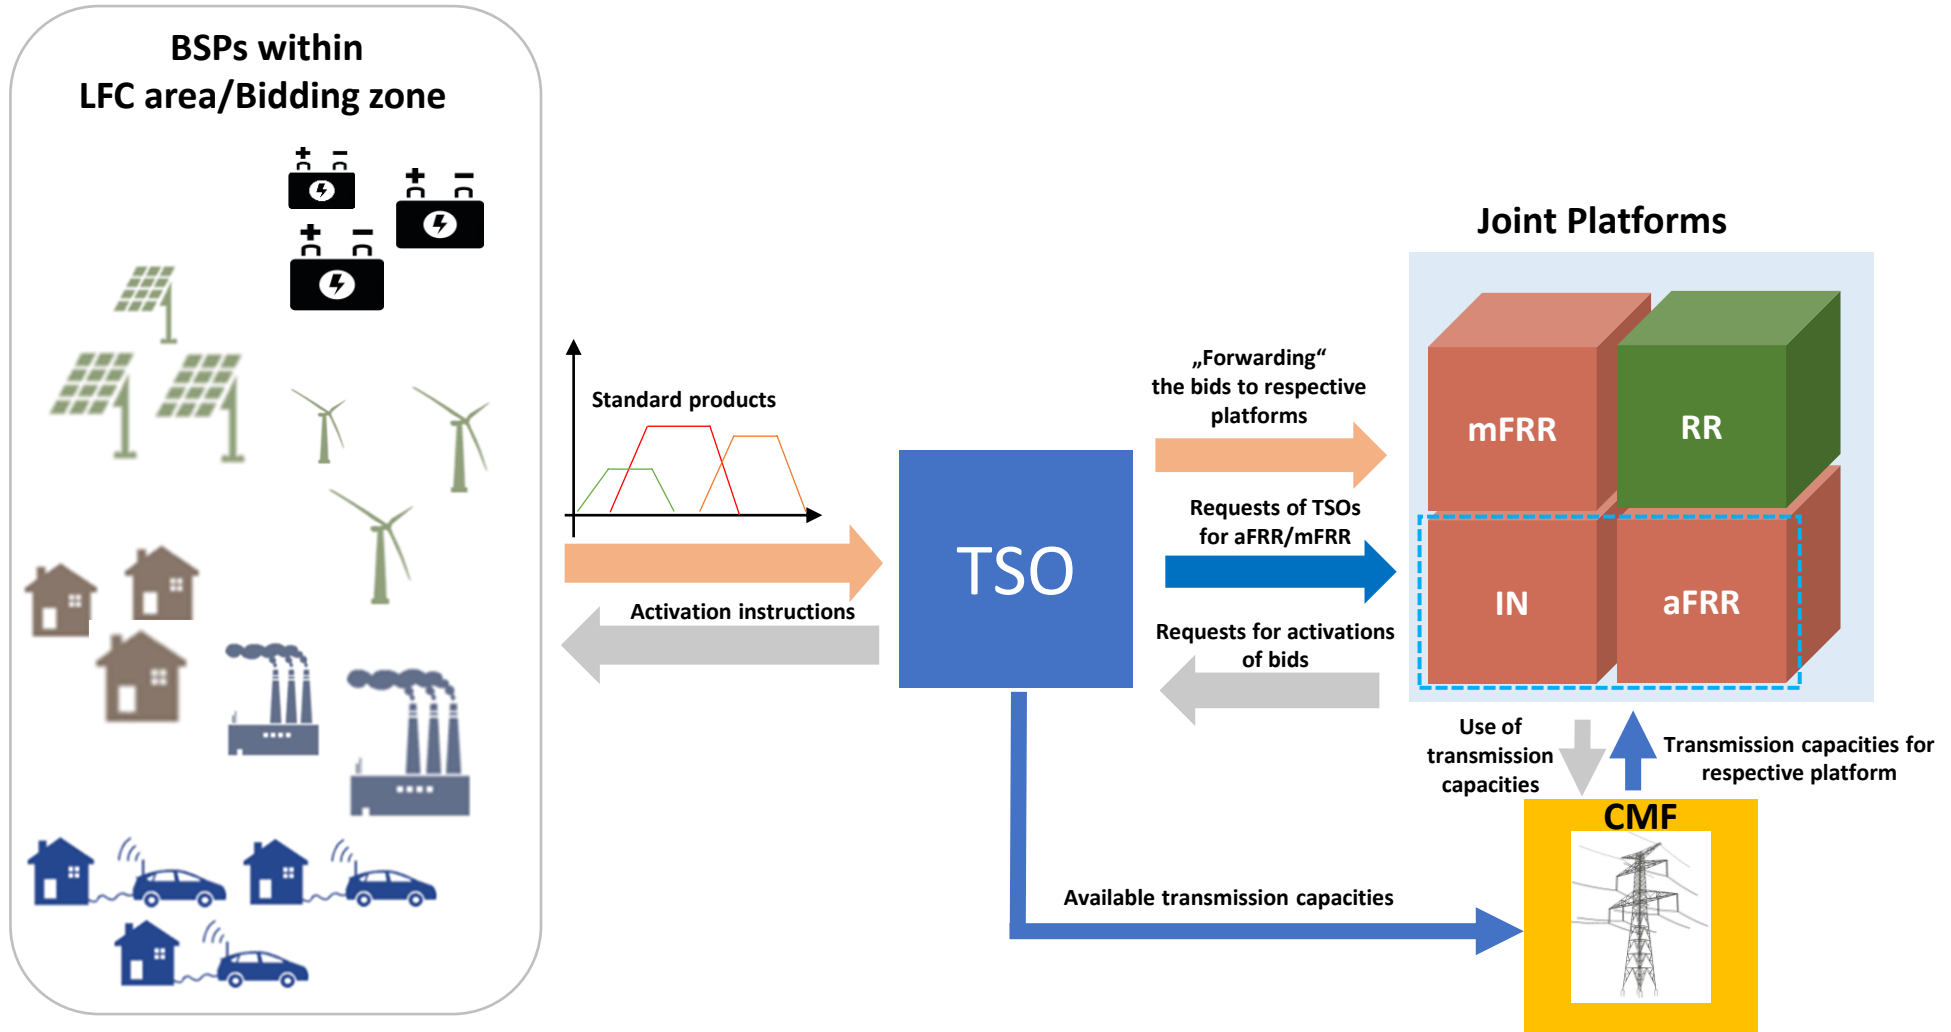 BSPs within
LFC area/Bidding zone
Standard products
Activation instructions
TSO
„Forwarding“
the bids to respective
platforms
Requests of TSOs
for aFRR/mFRR
Requests for activations
of bids
Joint Platforms
mFRR
RR
IN
aFRR
Use of
transmission
capacities
Transmission capacities for
respective platform
CMF
Available transmission capacities